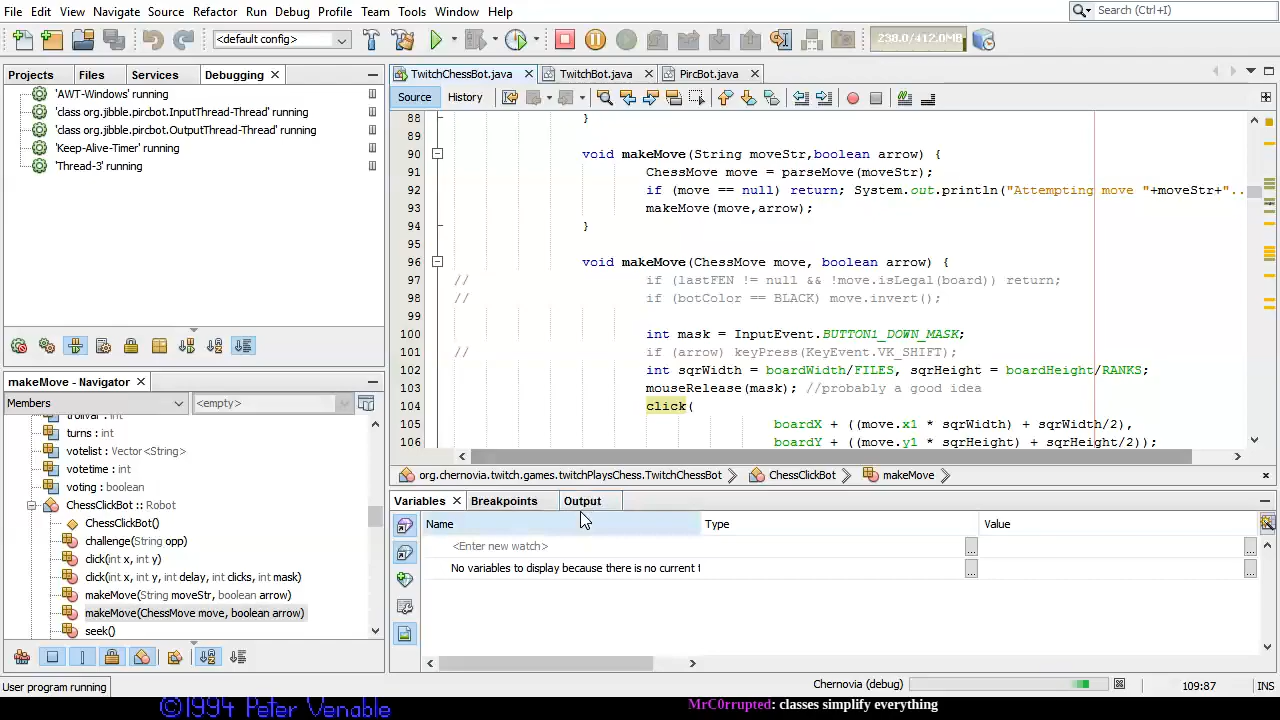 File Edit View Navigate Source Refactor Run Debug Profile Team Tools Window Help
Search (Ctrl+I)
<default config>
238.0/412.0MB
Projects Files Services Debugging
TwitchChessBot.java TwitchBot.java PircBot.java
Source History
'AWT-Windows' running
'class org.jibble.pircbot.InputThread-Thread' running
'class org.jibble.pircbot.OutputThread-Thread' running
'Keep-Alive-Timer' running
'Thread-3' running
88 }
89
90 void makeMove(String moveStr,boolean arrow) {
91 ChessMove move = parseMove(moveStr);
92 if (move == null) return; System.out.println("Attempting move "+moveStr+"..
93 makeMove(move,arrow);
94 }
95
96 void makeMove(ChessMove move, boolean arrow) {
97 // if (lastFEN != null && !move.isLegal(board)) return;
98 // if (botColor == BLACK) move.invert();
99
100 int mask = InputEvent.BUTTON1_DOWN_MASK;
101 // if (arrow) keyPress(KeyEvent.VK_SHIFT);
102 int sqrWidth = boardWidth/FILES, sqrHeight = boardHeight/RANKS;
103 mouseRelease(mask); //probably a good idea
104 click(
105 boardX + ((move.x1 * sqrWidth) + sqrWidth/2),
106 boardY + ((move.y1 * sqrHeight) + sqrHeight/2));
org.chernovia.twitch.games.twitchPlaysChess.TwitchChessBot ChessClickBot makeMove
makeMove - Navigator
Members <empty>
trollvar : int
turns : int
votelist : Vector<String>
votetime : int
voting : boolean
ChessClickBot :: Robot
ChessClickBot()
challenge(String opp)
click(int x, int y)
click(int x, int y, int delay, int clicks, int mask)
makeMove(String moveStr, boolean arrow)
makeMove(ChessMove move, boolean arrow)
seek()
Variables Breakpoints Output
Name Type Value
<Enter new watch> ... ...
No variables to display because there is no current t ... ...
User program running
Chernovia (debug)
109:87 INS
©1994 Peter Venable
MrC0rrupted: classes simplify everything